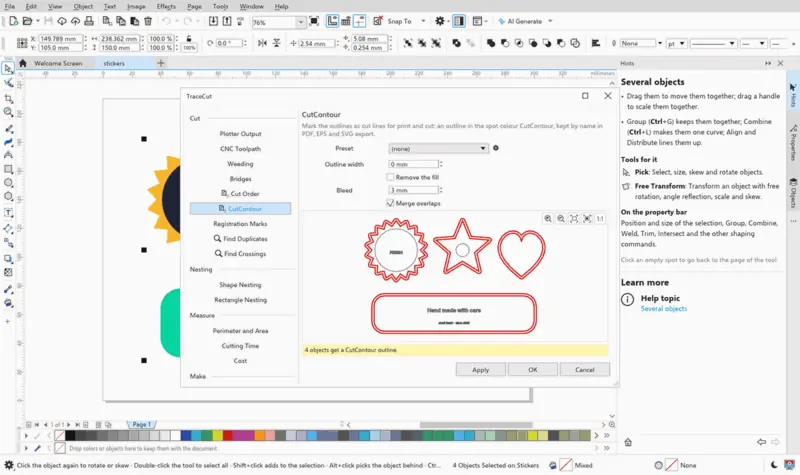 File Edit View Object Text Image Effects Page Tools Window Help
76% Snap To AI Generate
X: 149.789 mm 238.362 mm 100.0 % 0.0 ° 2.54 mm 5.08 mm None pt
Y: 105.0 mm 150.0 mm 100.0 % 0.254 mm
Welcome Screen stickers Hints
millimeters
TraceCut
Cut
Plotter Output
CNC Toolpath
Weeding
Bridges
Cut Order
CutContour
Registration Marks
Find Duplicates
Find Crossings
Nesting
Shape Nesting
Rectangle Nesting
Measure
Perimeter and Area
Cutting Time
Cost
Make
CutContour
Mark the outlines as cut lines for print and cut: an outline in the spot colour CutContour, kept by name in
PDF, EPS and SVG export.
Preset (none)
Outline width 0 mm
Remove the fill
Bleed 3 mm
Merge overlaps
1:1
Hand made with care
4 objects get a CutContour outline.
Apply OK Cancel
Several objects
Drag them to move them together; drag a handle
to scale them together.
Group (Ctrl+G) keeps them together; Combine
(Ctrl+L) makes them one curve; Align and
Distribute lines them up.
Tools for it
Pick: Select, size, skew and rotate objects.
Free Transform: Transform an object with free
rotation, angle reflection, scale and skew.
On the property bar
Position and size of the selection, Group, Combine,
Weld, Trim, Intersect and the other shaping
commands.
Click an empty spot to go back to the page of the tool
Learn more
Help topic
Several objects
Hints
Properties
Objects
Page 1
Drop colors or objects here to keep them with the document
Click the object again to rotate or skew · Double-click the tool to select all · Shift+click adds to the selection · Alt+click picks the object behind · Ctr... 4 Objects Selected on Stickers Mixed None